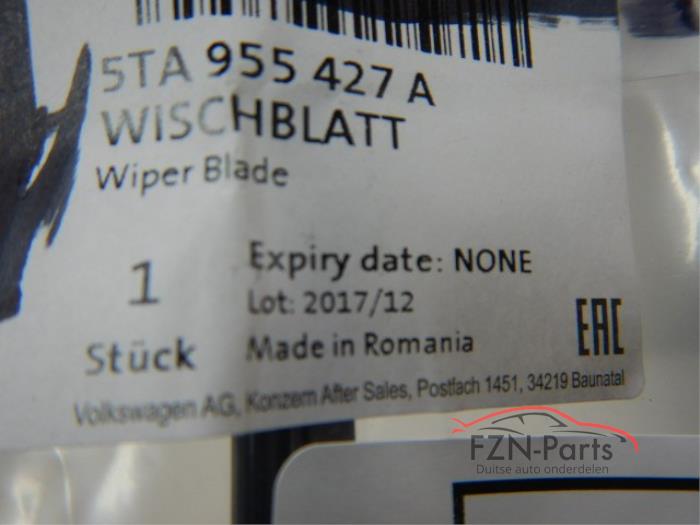 5TA 955 427 A
WISCHBLATT
Wiper Blade
1
Stück
Expiry date: NONE
Lot: 2017/12
Made in Romania
EAC
Volkswagen AG, Konzern After Sales, Postfach 1451, 34219 Baunatal
FZN-Parts
Duitse auto onderdelen